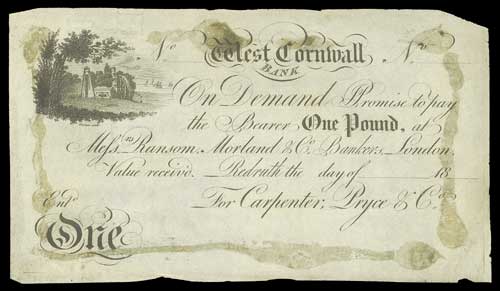 No West Cornwall No
BANK
On Demand Promise to pay
the Bearer One Pound, at
Messrs Ransom, Morland & Co. Bankers, London.
Value receivd. Redruth the day of 18
Entd. For Carpenter, Pryce & Co.
One